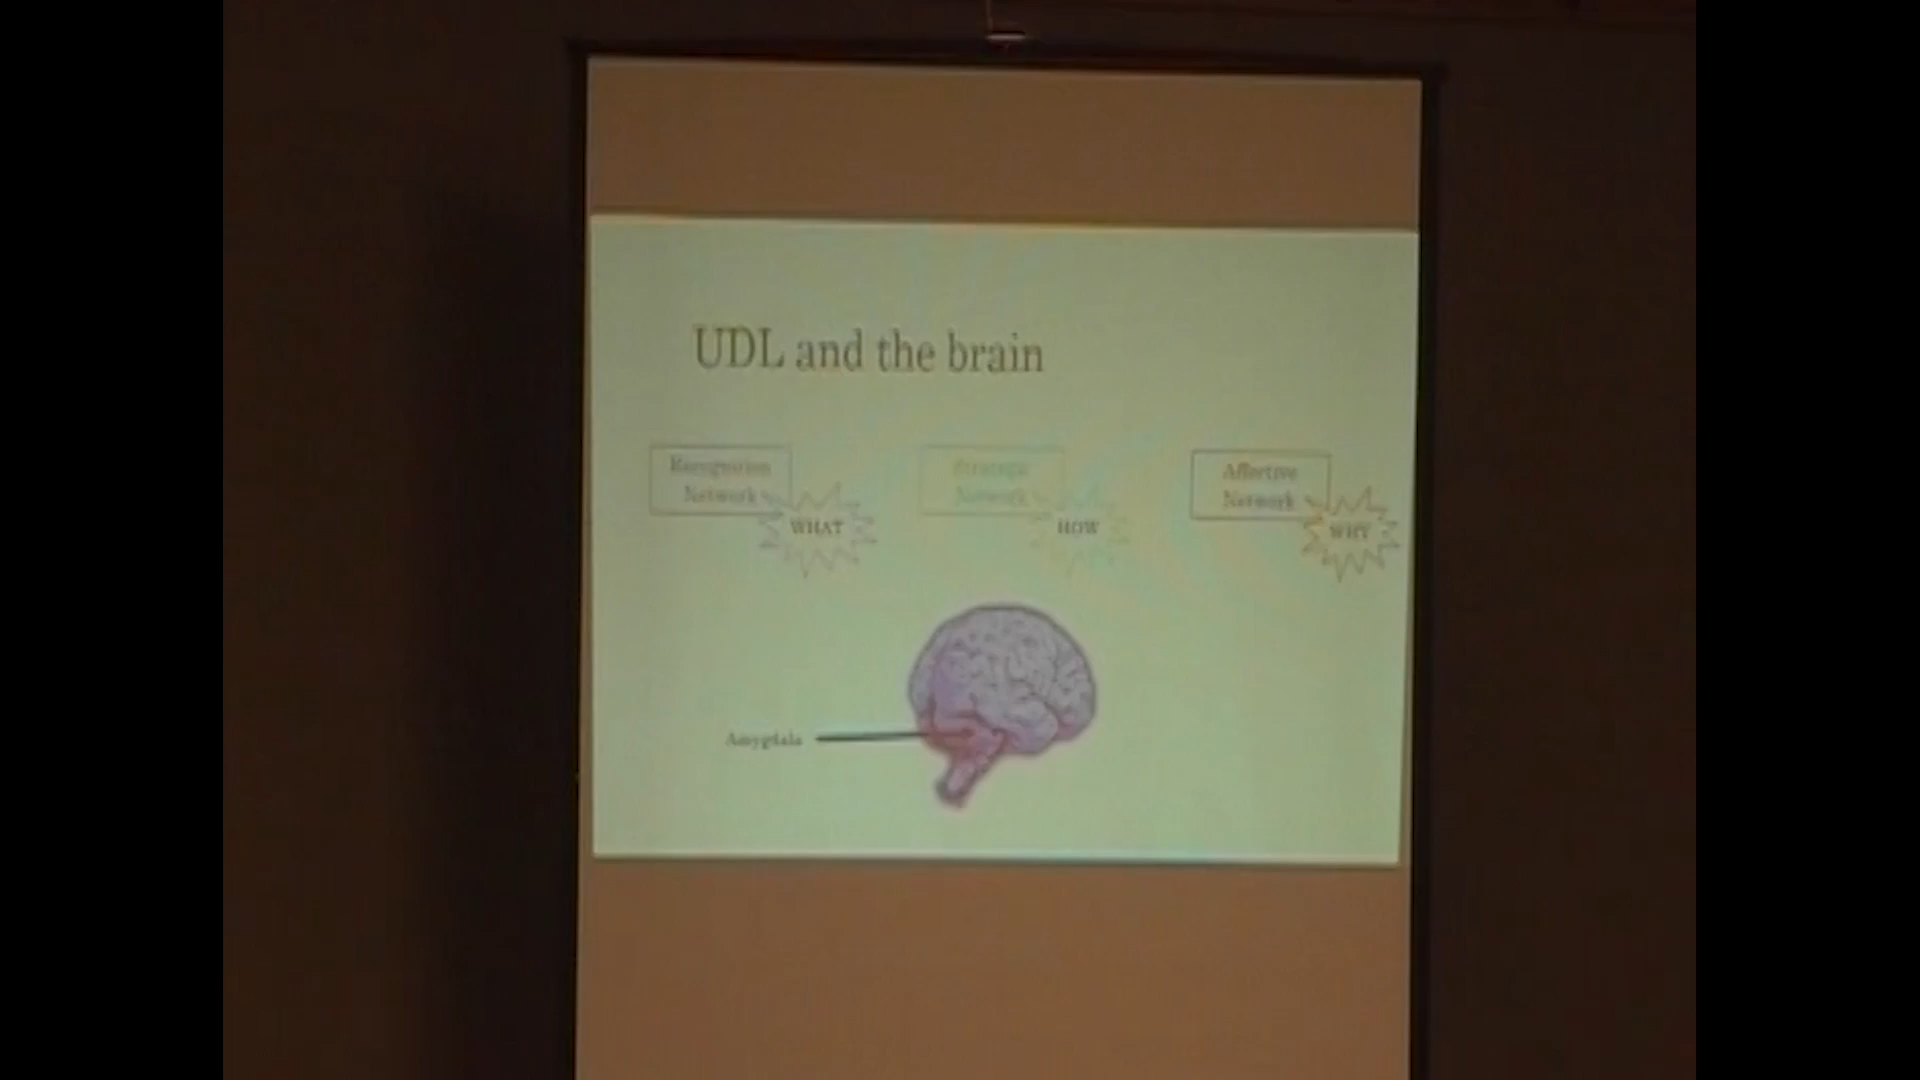 UDL and the brain
Recognition
Network
WHAT
Strategic
Network
HOW
Affective
Network
WHY
Amygdala